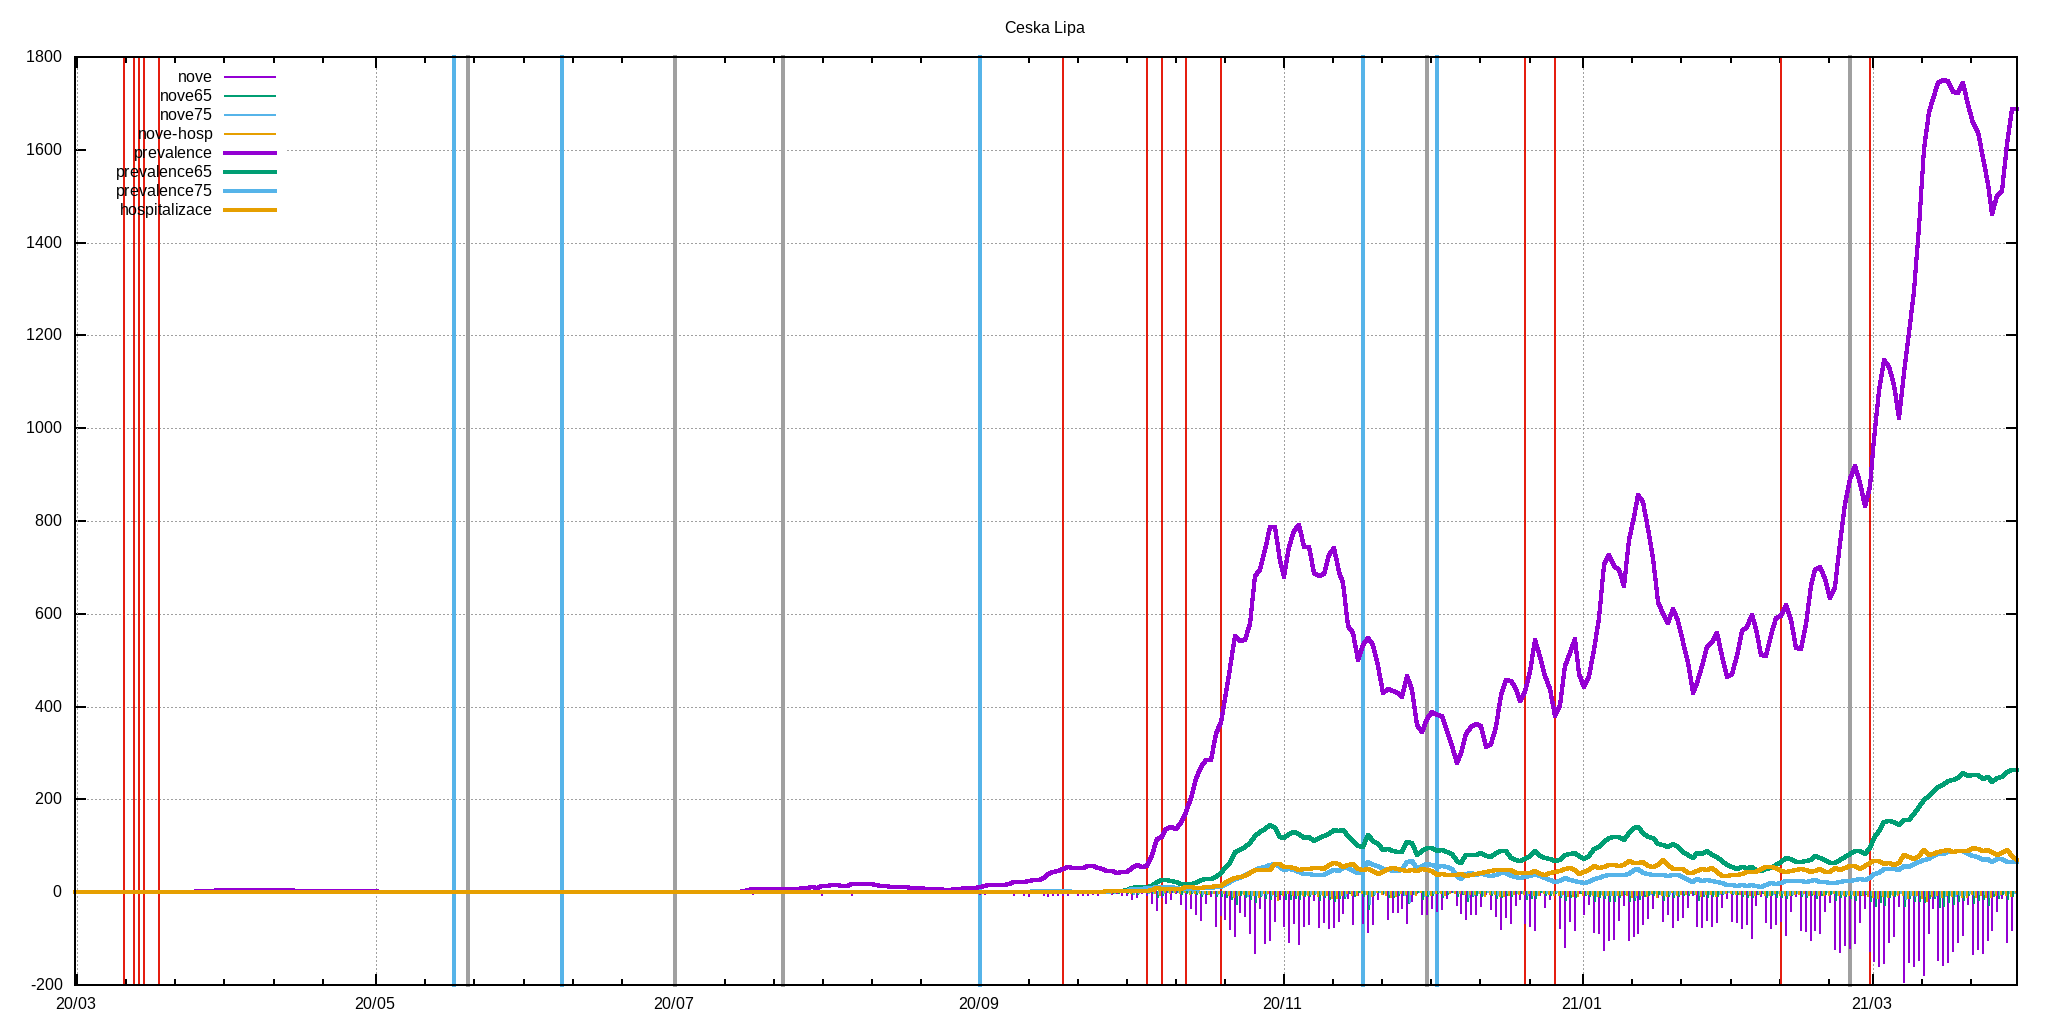 Ceska Lipa
1800
1600
1400
1200
1000
800
600
400
200
0
-200
nove
nove65
nove75
nove-hosp
prevalence
prevalence65
prevalence75
hospitalizace
20/03 20/05 20/07 20/09 20/11 21/01 21/03